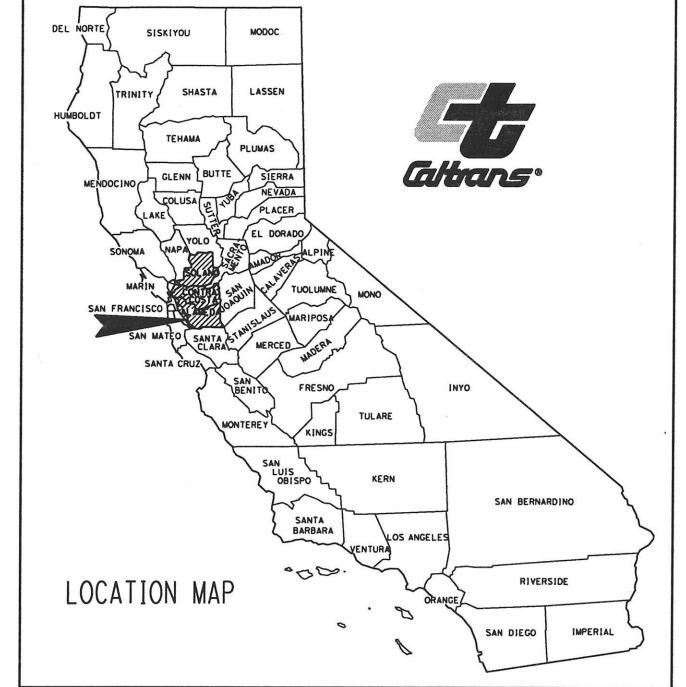 DEL NORTE
SISKIYOU
MODOC
TRINITY
SHASTA
LASSEN
HUMBOLDT
TEHAMA
PLUMAS
Caltrans®
MENDOCINO
GLENN
BUTTE
SIERRA
COLUSA
SUTTER
YUBA
NEVADA
PLACER
LAKE
YOLO
EL DORADO
SONOMA
NAPA
SACRA-
MENTO
AMADOR
ALPINE
SOLANO
MARIN
CONTRA
COSTA
SAN
JOAQUIN
CALAVERAS
TUOLUMNE
MONO
SAN FRANCISCO
ALAMEDA
STANISLAUS
MARIPOSA
SAN MATEO
SANTA
CLARA
MERCED
MADERA
SANTA CRUZ
SAN
BENITO
FRESNO
INYO
MONTEREY
KINGS
TULARE
SAN
LUIS
OBISPO
KERN
SAN BERNARDINO
SANTA
BARBARA
VENTURA
LOS ANGELES
LOCATION MAP
ORANGE
RIVERSIDE
SAN DIEGO
IMPERIAL